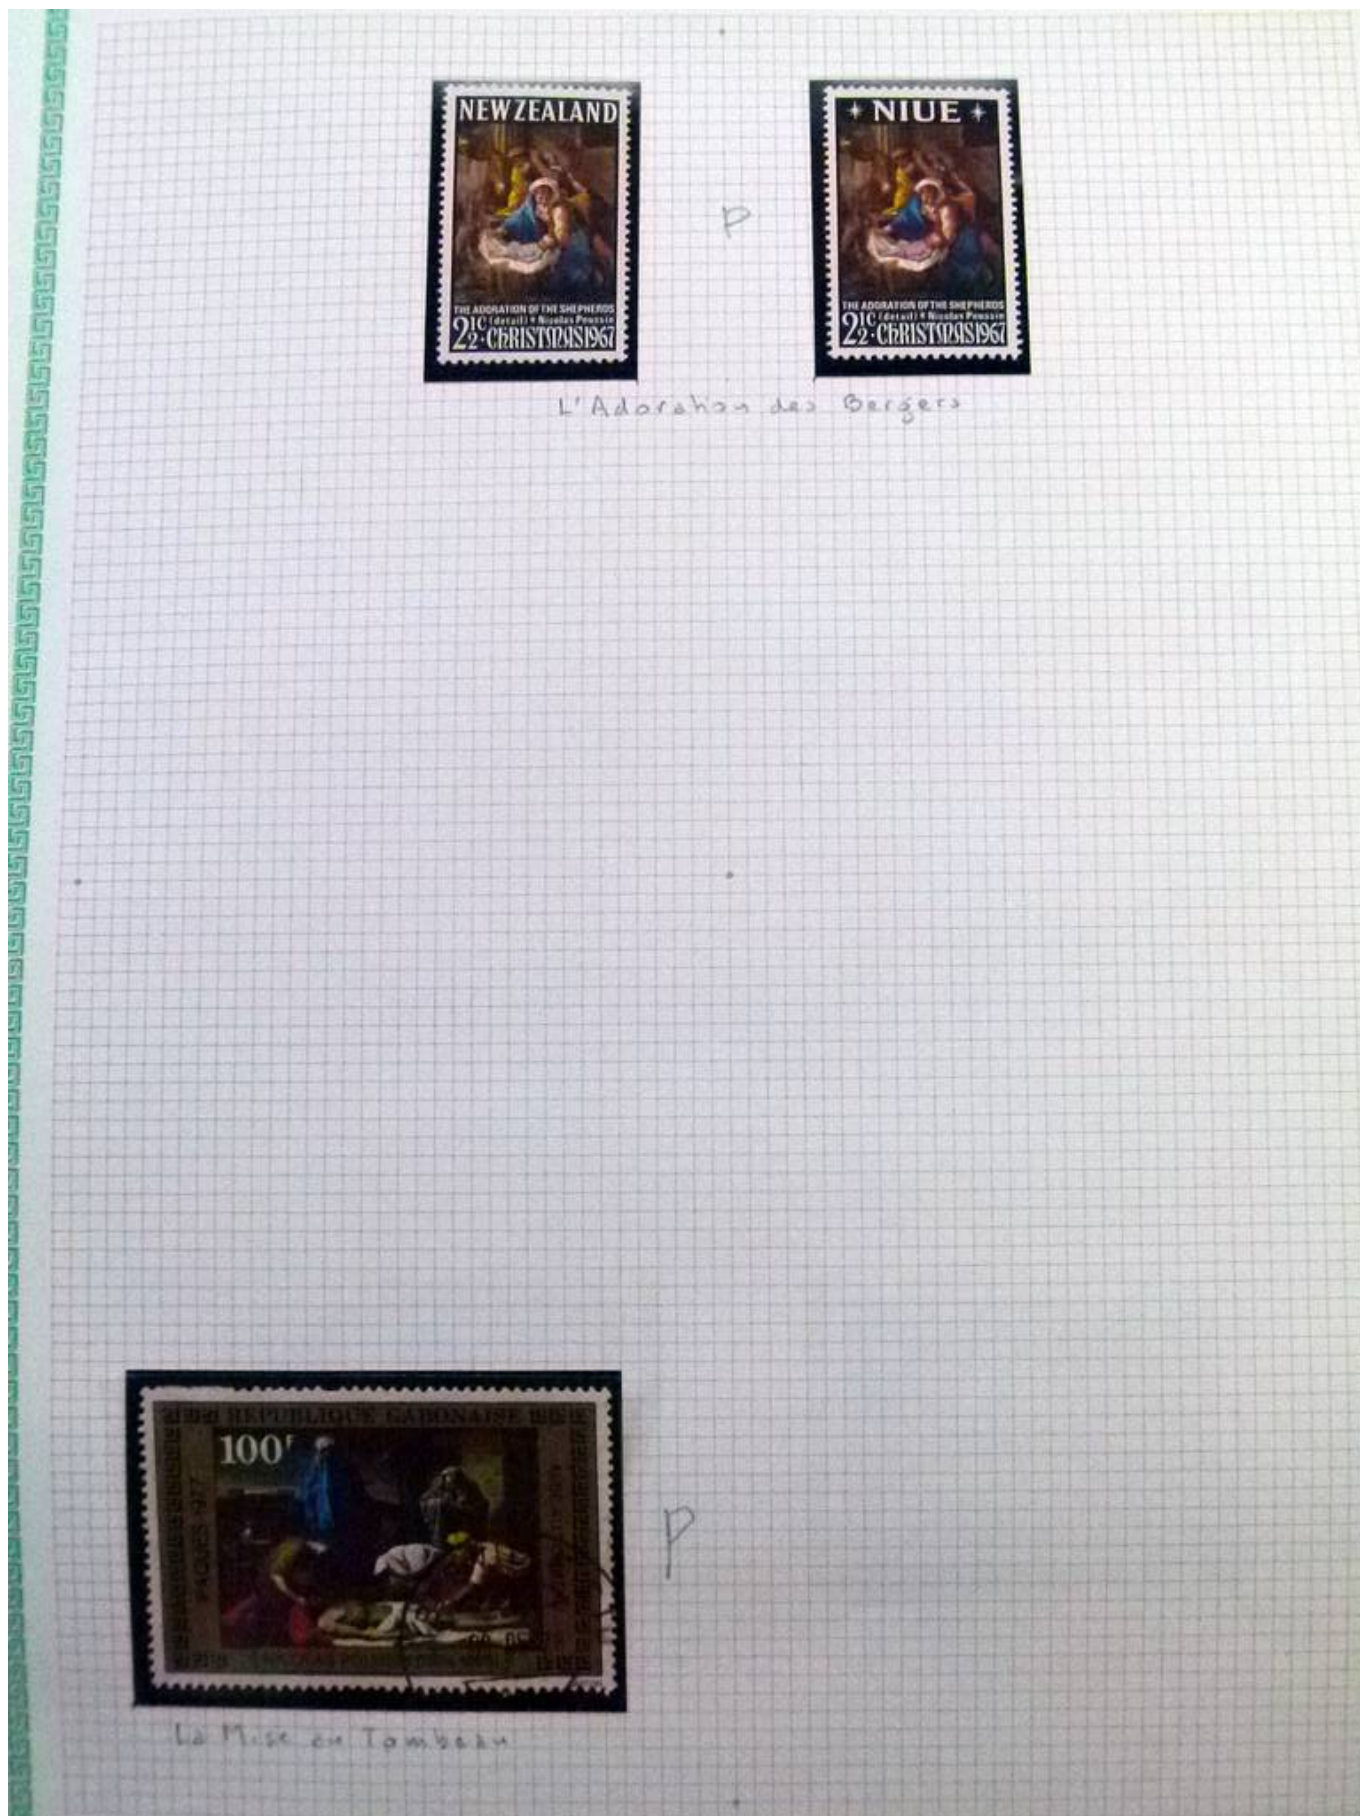 NEW ZEALAND
THE ADORATION OF THE SHEPHERDS
(detail) • Nicolas Poussin
2½c • CHRISTMAS 1967
✦ NIUE ✦
THE ADORATION OF THE SHEPHERDS
(detail) • Nicolas Poussin
2½c • CHRISTMAS 1967
P
L'Adoration des Bergers
REPUBLIQUE GABONAISE
100F
PAQUES 1977
NICOLAS POUSSIN
P
La Mise au Tombeau